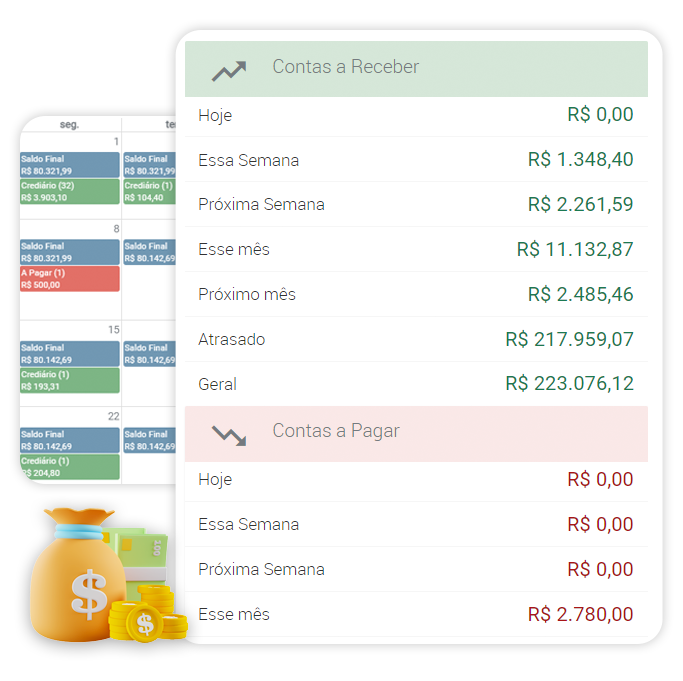 seg.
te
1
Saldo Final
R$ 80.321,99
Saldo Final
R$ 80.321,99
Crediário (32)
R$ 3.903,10
Crediário (1)
R$ 104,40
8
Saldo Final
R$ 80.321,99
Saldo Final
R$ 80.142,69
A Pagar (1)
R$ 500,00
15
Saldo Final
R$ 80.142,69
Saldo Final
R$ 80.142,69
Crediário (1)
R$ 193,31
22
Saldo Final
R$ 80.142,69
Saldo Final
R$ 80.142,69
Crediário (1)
R$ 204,80
Contas a Receber
Hoje R$ 0,00
Essa Semana R$ 1.348,40
Próxima Semana R$ 2.261,59
Esse mês R$ 11.132,87
Próximo mês R$ 2.485,46
Atrasado R$ 217.959,07
Geral R$ 223.076,12
Contas a Pagar
Hoje R$ 0,00
Essa Semana R$ 0,00
Próxima Semana R$ 0,00
Esse mês R$ 2.780,00
$
100
$